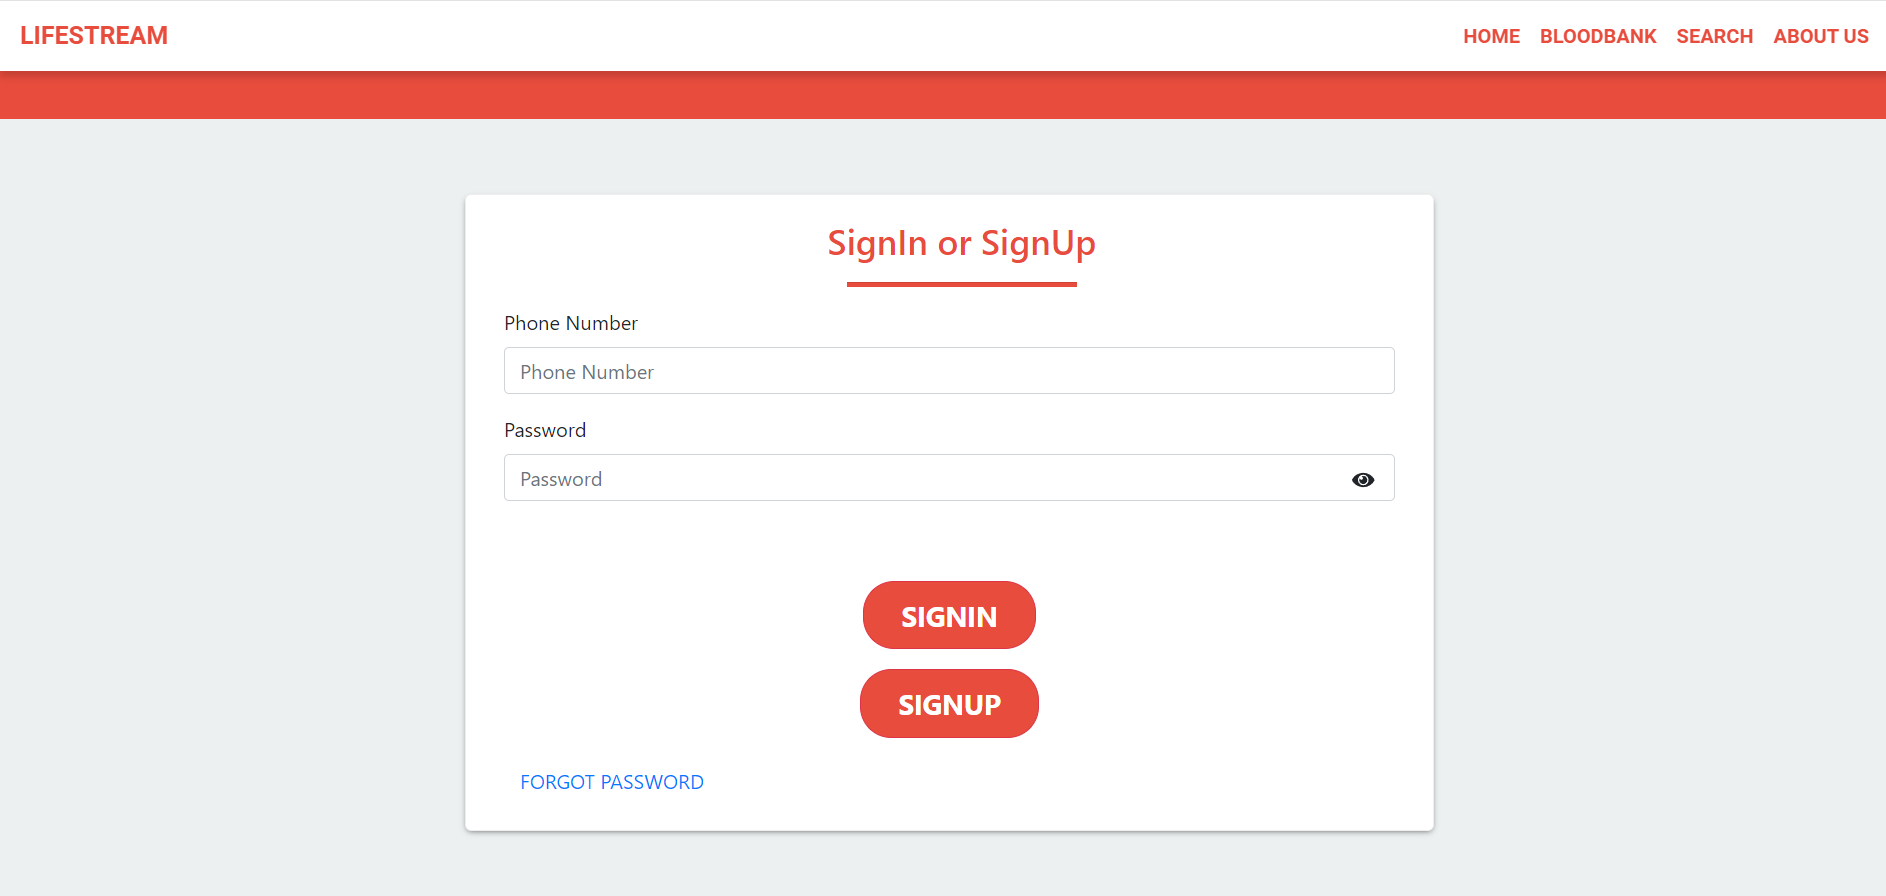 LIFESTREAM
HOME BLOODBANK SEARCH ABOUT US
SignIn or SignUp
Phone Number
Phone Number
Password
Password
SIGNIN
SIGNUP
FORGOT PASSWORD